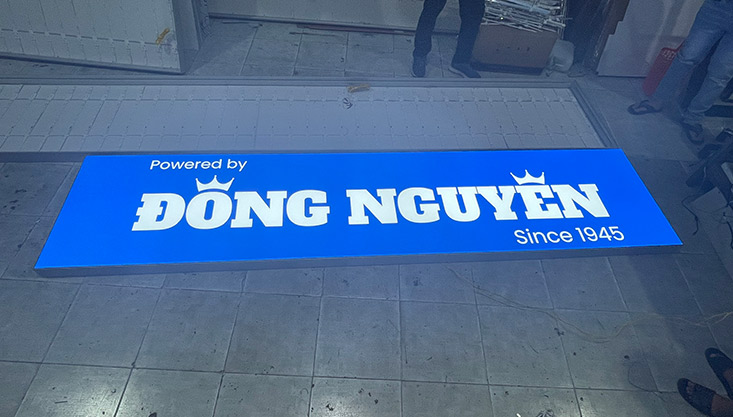 Powered by
ĐÔNG NGUYÊN
Since 1945